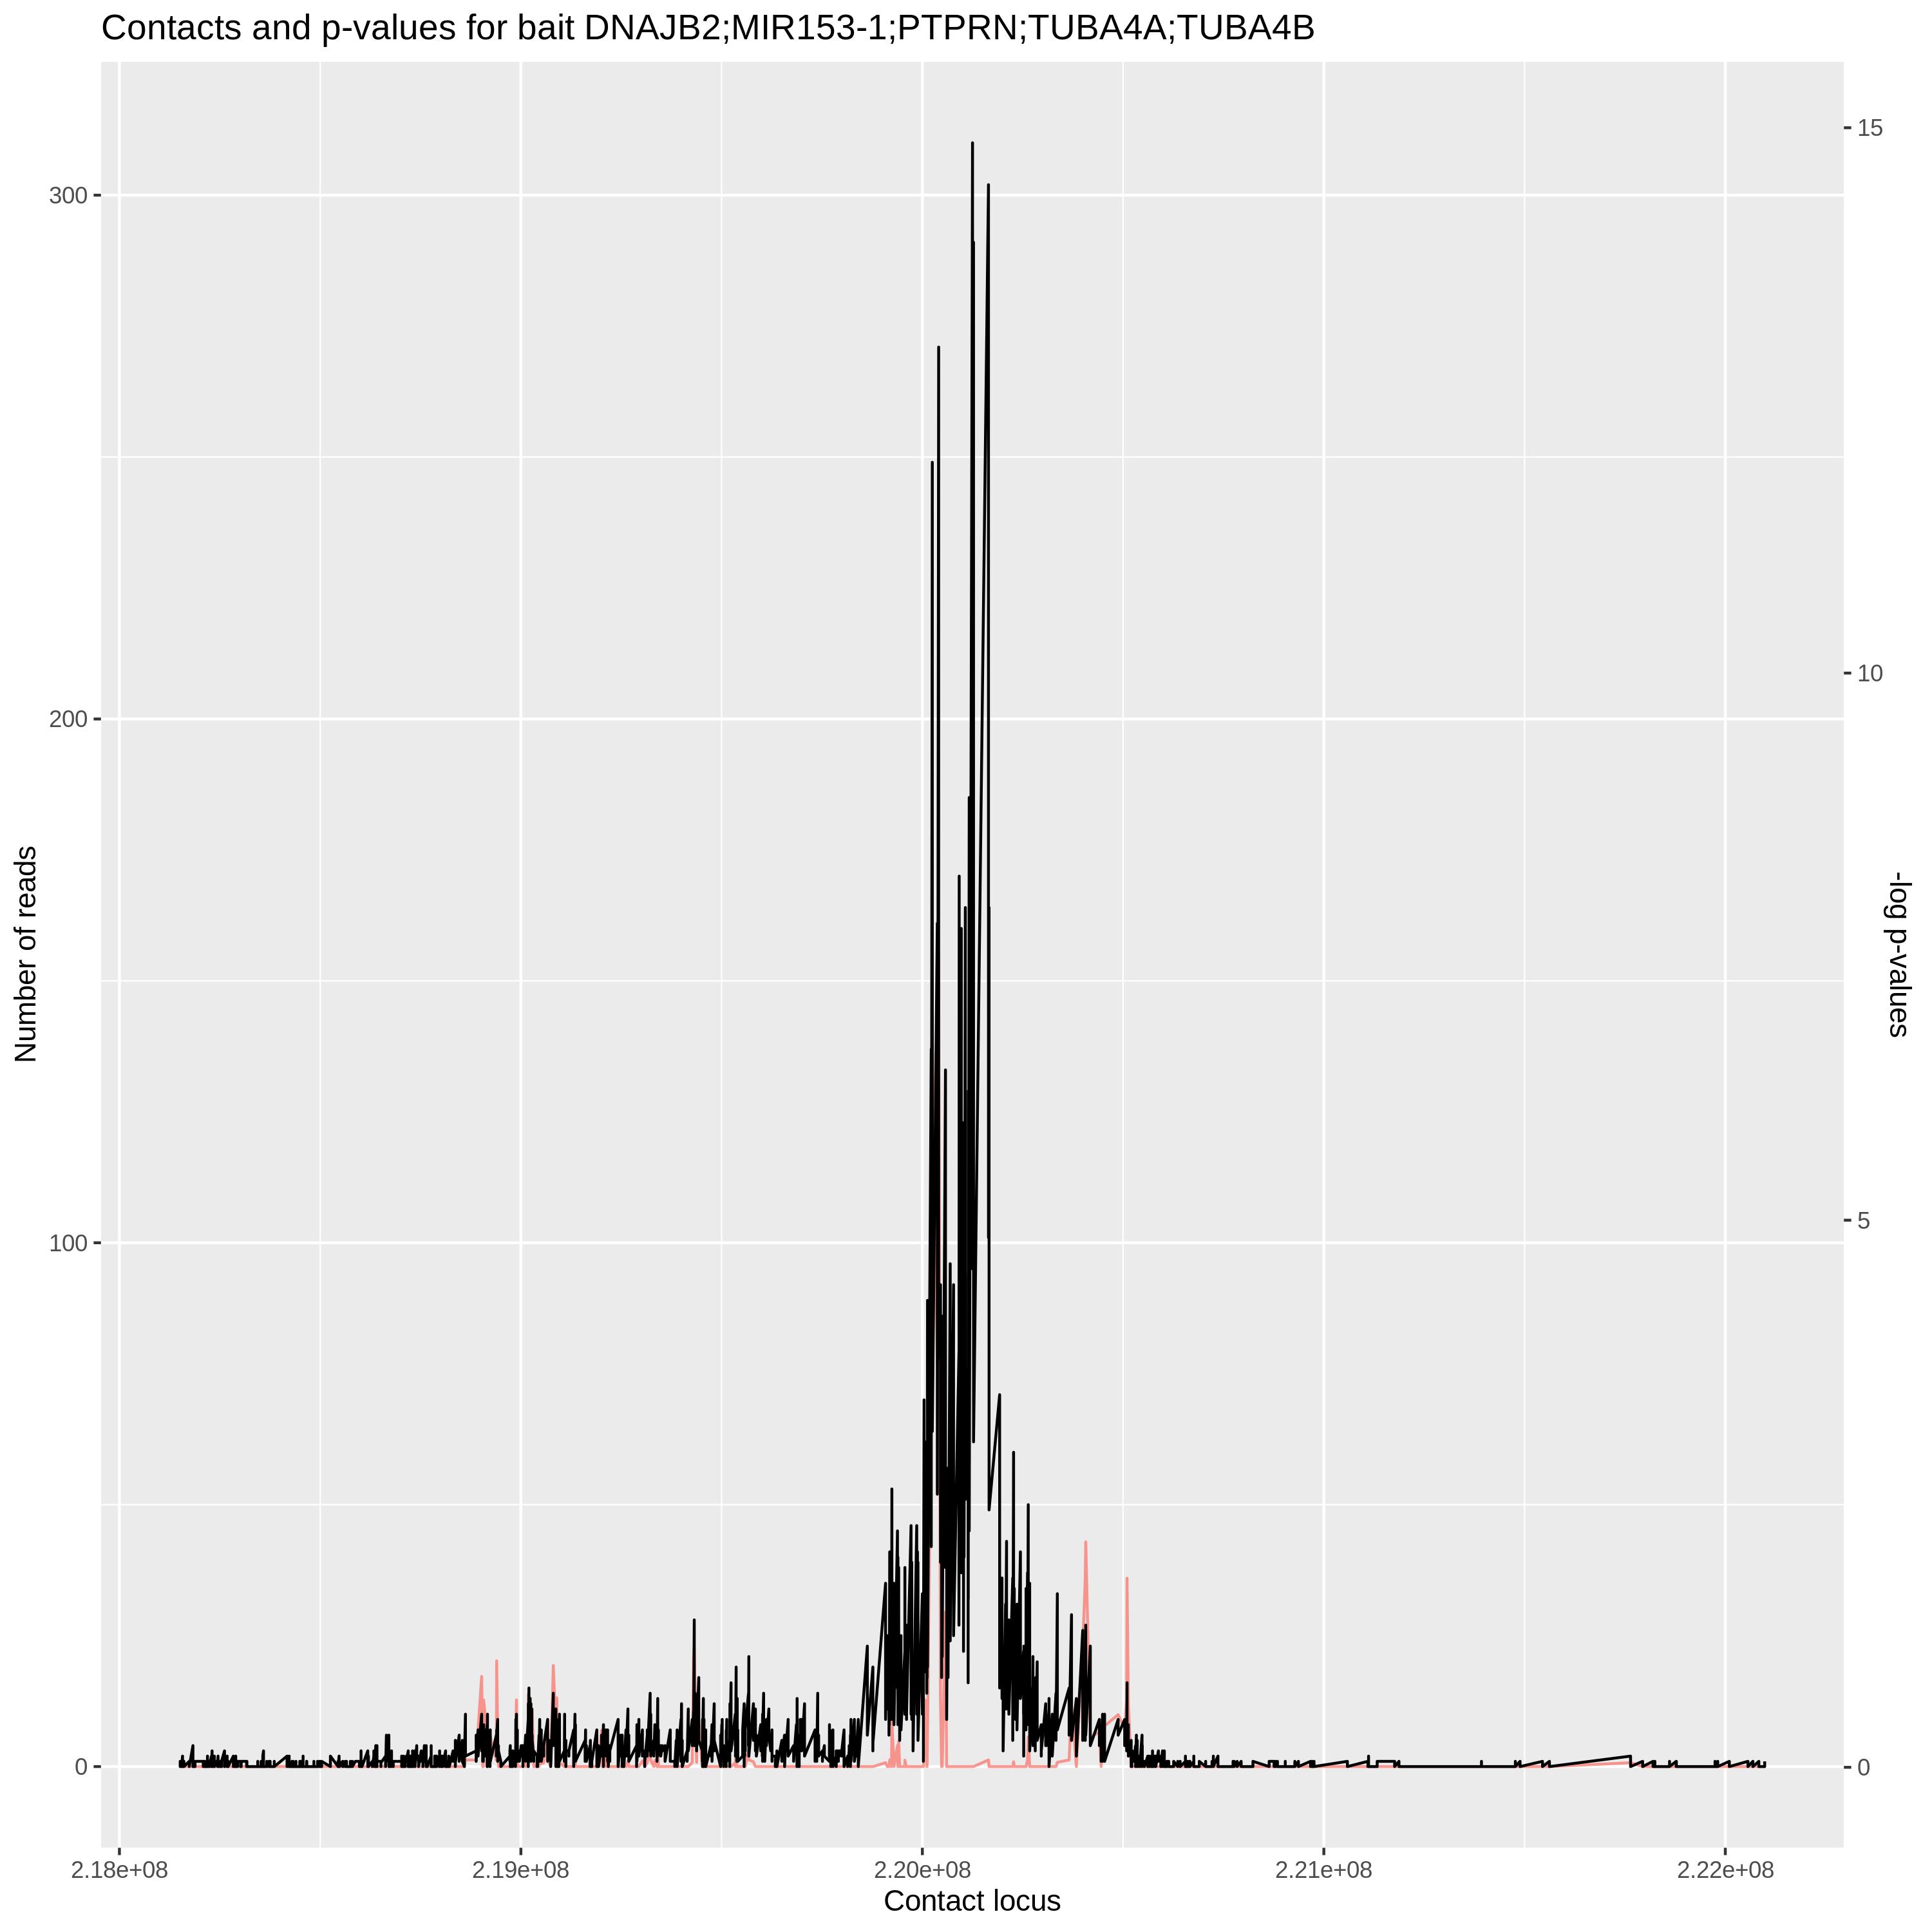 Contacts and p-values for bait DNAJB2;MIR153-1;PTPRN;TUBA4A;TUBA4B
300
200
100
0
Number of reads
15
10
5
0
-log p-values
2.18e+08
2.19e+08
2.20e+08
2.21e+08
2.22e+08
Contact locus